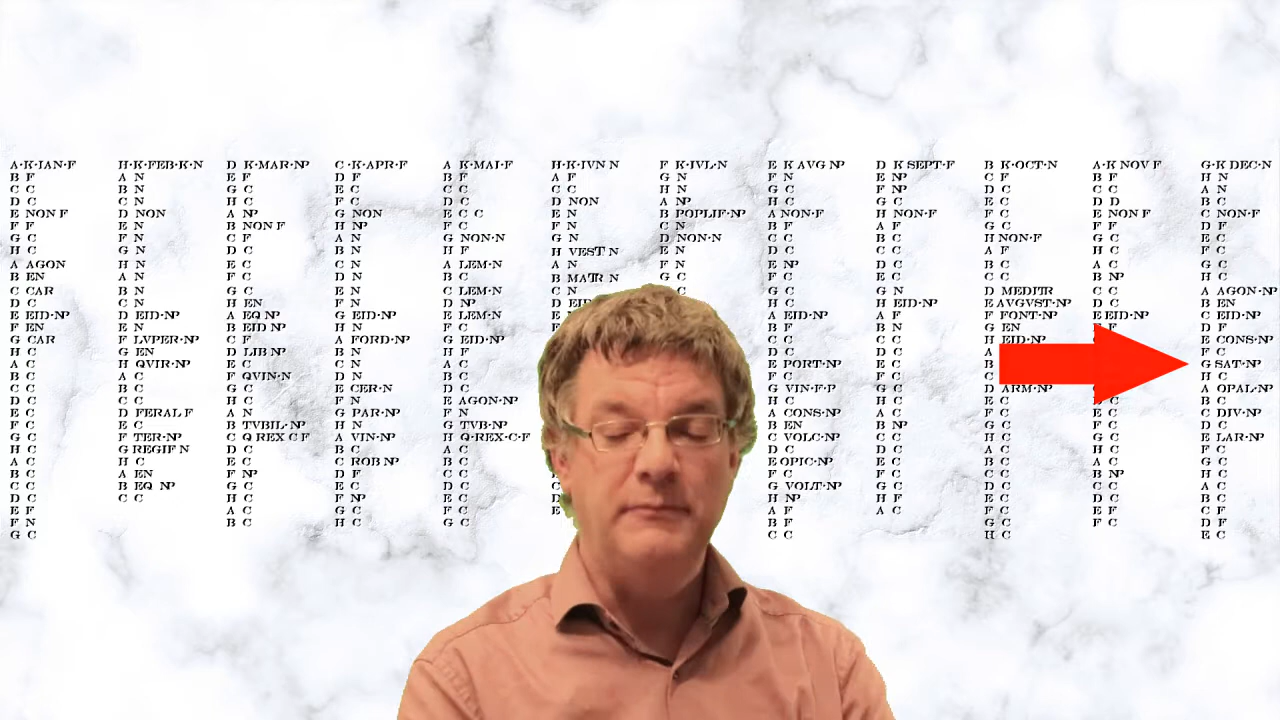 A·K·IAN·F
B F
C C
D C
E NON F
F F
G C
H C
A AGON
B EN
C CAR
D C
E EID·NP
F EN
G CAR
H C
A C
B C
C C
D C
E C
F C
G C
H C
A C
B C
C C
D C
E C
F N
G C
H·K·FEB·K·N
A N
B N
C N
D NON
E N
F N
G N
H N
A N
B N
C N
D EID·NP
E N
F LVPER·NP
G EN
H QVIR·NP
A C
B C
C C
D FERAL F
E C
F TER·NP
G REGIF N
H C
A EN
B EQ NP
C C
D K·MAR·NP
E F
G C
H C
A NP
B NON F
C F
D C
E C
F C
G C
H EN
A EQ NP
B EID NP
C F
D LIB NP
E C
F QVIN·N
G C
H C
A N
B TVBIL·NP
C Q REX C F
D C
E C
F NP
G C
H C
A C
B C
C·K·APR·F
D F
E C
F C
G NON
H NP
A N
B N
C N
D N
E N
F N
G EID·NP
H N
A FORD·NP
B N
C N
D N
E CER·N
F N
G PAR·NP
H N
A VIN·NP
B C
C ROB NP
D F
E C
F NP
G C
H C
A K·MAI·F
B F
C C
D C
E C C
F C
G NON·N
H F
A LEM·N
B C
C LEM·N
D NP
E LEM·N
F C
G EID·NP
H C
A C
B C
D C
E AGON·NP
F N
G TVB·NP
H Q·REX·C·F
A C
B C
C C
D C
E C
F C
G C
H·K·IVN N
A F
C C
D NON
E N
F N
G N
H VEST N
A N
B MATR N
C N
D EID
F K·IVL·N
G N
H N
A NP
B POPLIF·NP
C N
D NON·N
E N
F N
G C
E K AVG NP
F N
G C
H C
A NON·F
B F
C C
D C
E NP
F C
G C
H C
A EID·NP
B F
C C
D C
E PORT·NP
F C
G VIN·F·P
H C
A CONS·NP
B EN
C VOLC·NP
D C
E OPIC·NP
F C
G VOLT·NP
H NP
A F
B F
C C
D K SEPT·F
E NP
F NP
G C
H NON·F
A F
B C
C C
D C
E C
G C
H EID·NP
A F
B C
C C
D C
E C
F C
G C
H C
A C
B C
C C
D C
E C
F C
G C
H F
A C
B K·OCT·N
C F
D C
E C
F C
G C
H NON·F
A F
B C
C C
D MEDITR
E AVGVST·NP
F FONT·NP
G EN
H EID·NP
A F
B
C
D ARM·NP
E C
F C
G C
H C
A C
B C
C C
D C
E C
F C
G C
H C
A·K NOV F
B F
C C
D D
E NON F
F F
G C
H C
A C
B NP
C C
D C
E EID·NP
F F
C C
D C
E C
F C
G C
H C
A C
B NP
C C
D C
E C
F C
G·K DEC·N
H N
A N
B C
C NON·F
D F
E C
F C
G C
H C
A AGON·NP
B EN
C EID·NP
D F
E CONS·NP
F C
G SAT·NP
H C
A OPAL·NP
B C
C DIV·NP
D C
E LAR·NP
F C
G C
H C
A C
B C
C F
D F
E C